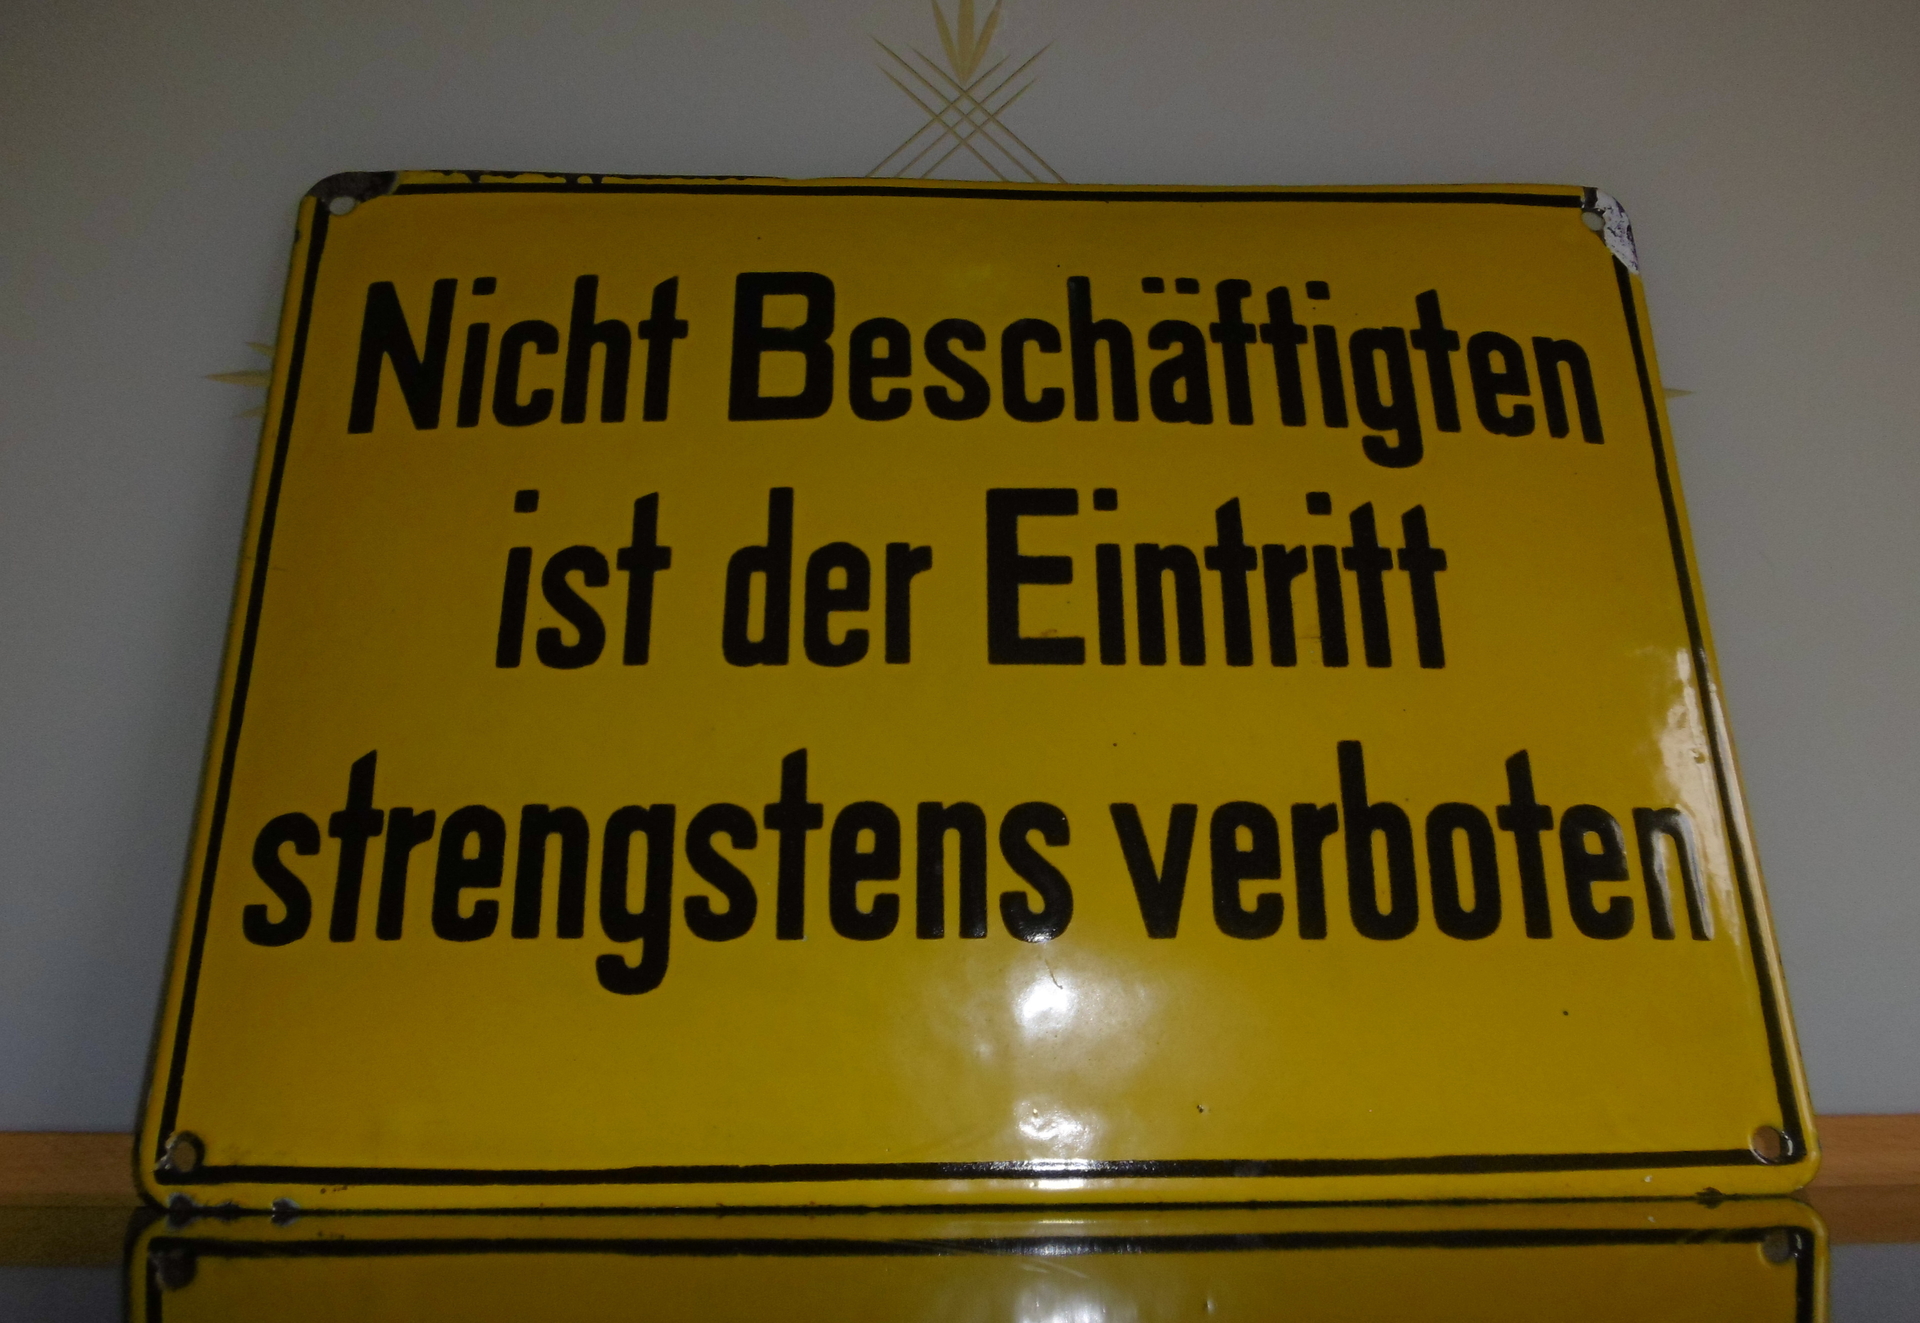 Nicht Beschäftigten
ist der Eintritt
strengstens verboten